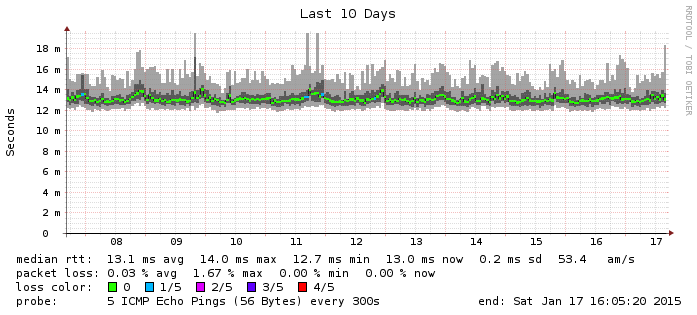 Last 10 Days
RRDTOOL / TOBI OETIKER
Seconds
18 m
16 m
14 m
12 m
10 m
8 m
6 m
4 m
2 m
0
08 09 10 11 12 13 14 15 16 17
median rtt: 13.1 ms avg 14.0 ms max 12.7 ms min 13.0 ms now 0.2 ms sd 53.4 am/s
packet loss: 0.03 % avg 1.67 % max 0.00 % min 0.00 % now
loss color: 0 1/5 2/5 3/5 4/5
probe: 5 ICMP Echo Pings (56 Bytes) every 300s end: Sat Jan 17 16:05:20 2015